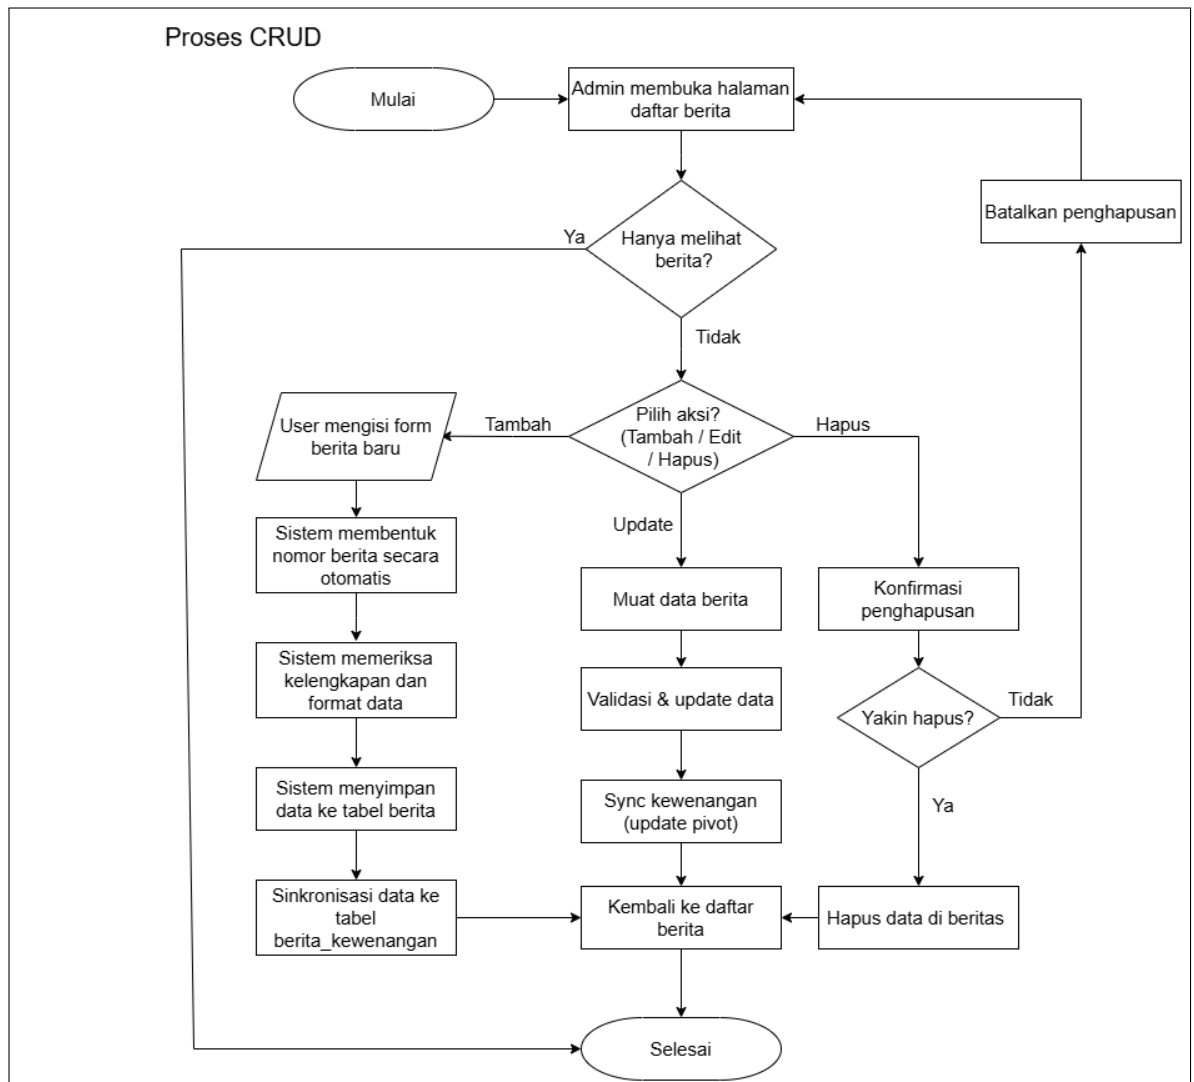 Proses CRUD
Mulai
Admin membuka halaman
daftar berita
Batalkan penghapusan
Ya
Hanya melihat
berita?
Tidak
User mengisi form
berita baru
Tambah
Pilih aksi?
(Tambah / Edit
/ Hapus)
Hapus
Sistem membentuk
nomor berita secara
otomatis
Update
Muat data berita
Konfirmasi
penghapusan
Sistem memeriksa
kelengkapan dan
format data
Validasi & update data
Yakin hapus?
Tidak
Sistem menyimpan
data ke tabel berita
Sync kewenangan
(update pivot)
Ya
Sinkronisasi data ke
tabel
berita_kewenangan
Kembali ke daftar
berita
Hapus data di beritas
Selesai